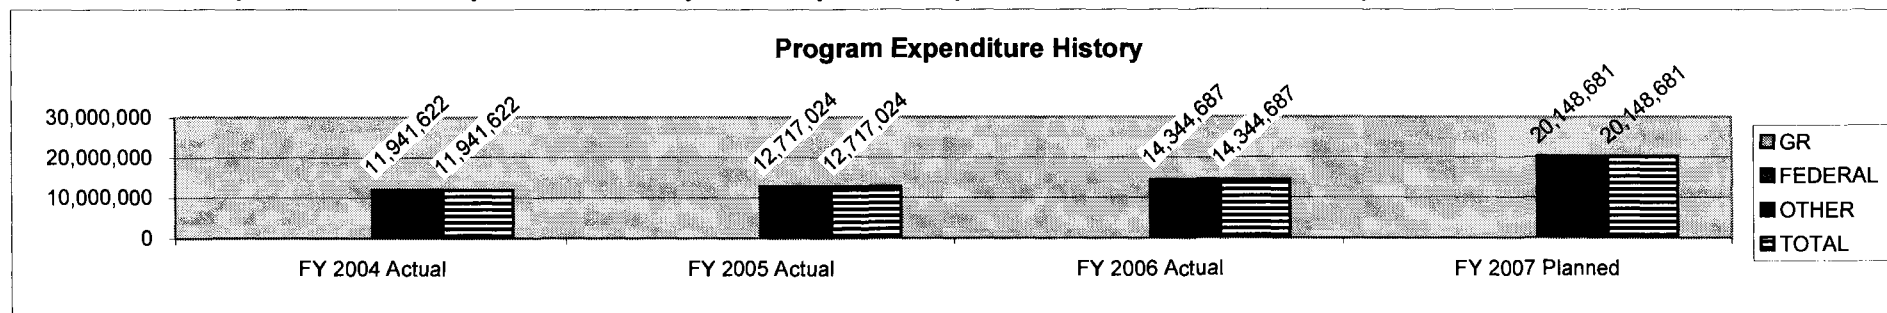 Program Expenditure History
30,000,000
20,000,000
10,000,000
0
11,941,622
11,941,622
12,717,024
12,717,024
14,344,687
14,344,687
20,148,681
20,148,681
FY 2004 Actual
FY 2005 Actual
FY 2006 Actual
FY 2007 Planned
GR
FEDERAL
OTHER
TOTAL